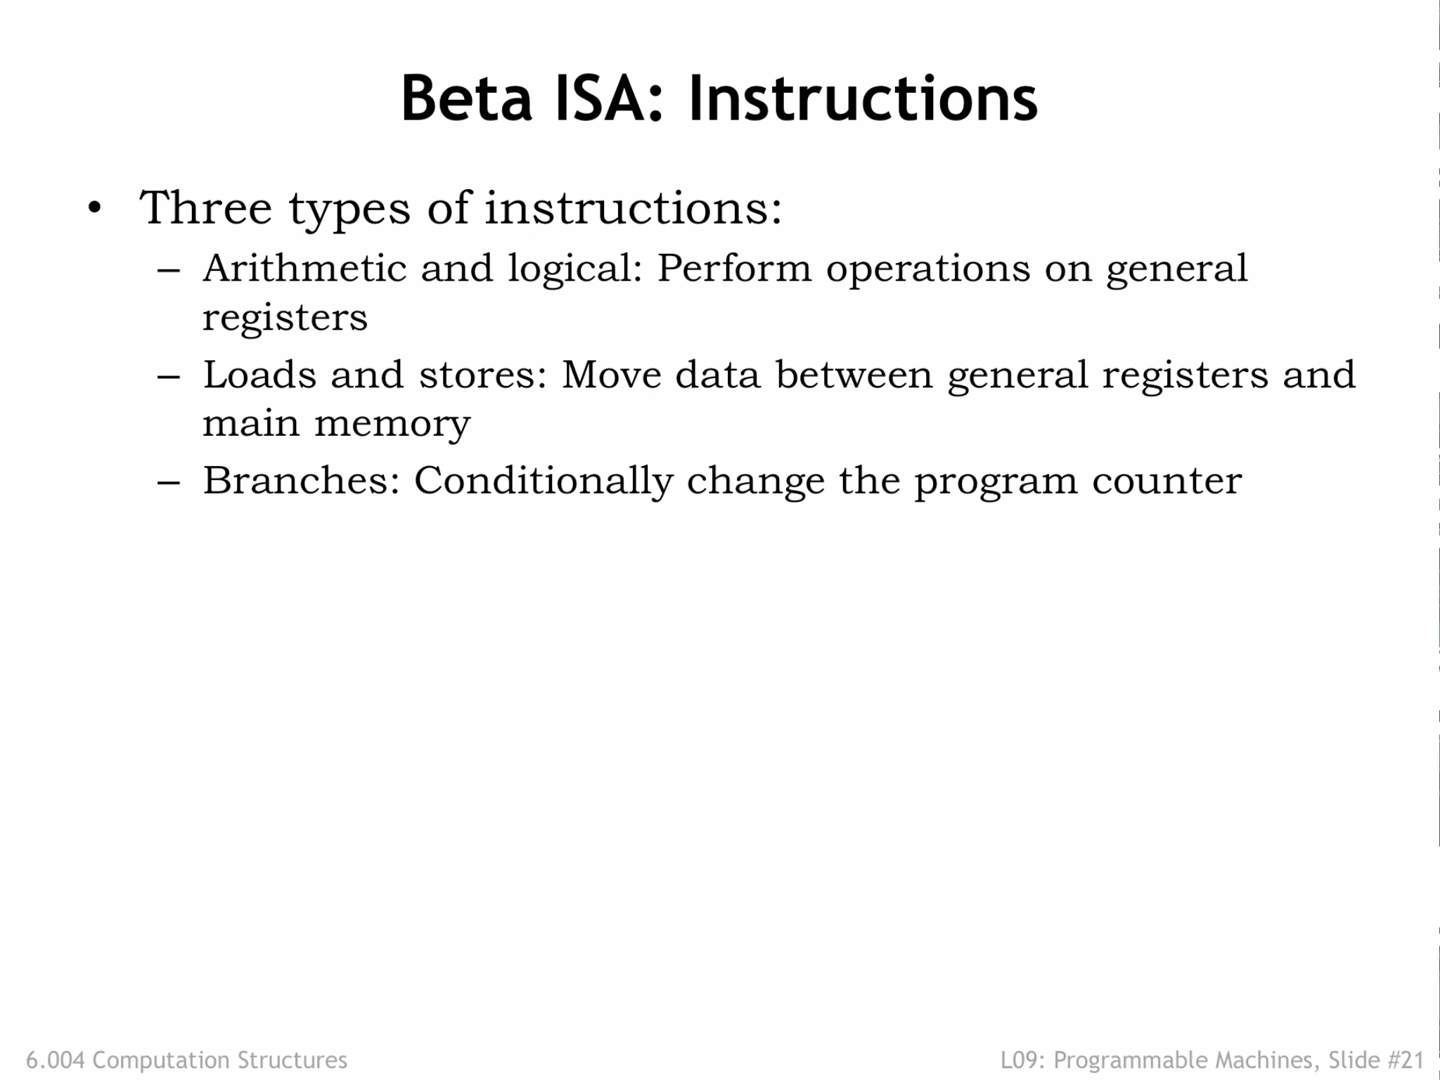 Beta ISA: Instructions
• Three types of instructions:
– Arithmetic and logical: Perform operations on general
registers
– Loads and stores: Move data between general registers and
main memory
– Branches: Conditionally change the program counter
6.004 Computation Structures
L09: Programmable Machines, Slide #21